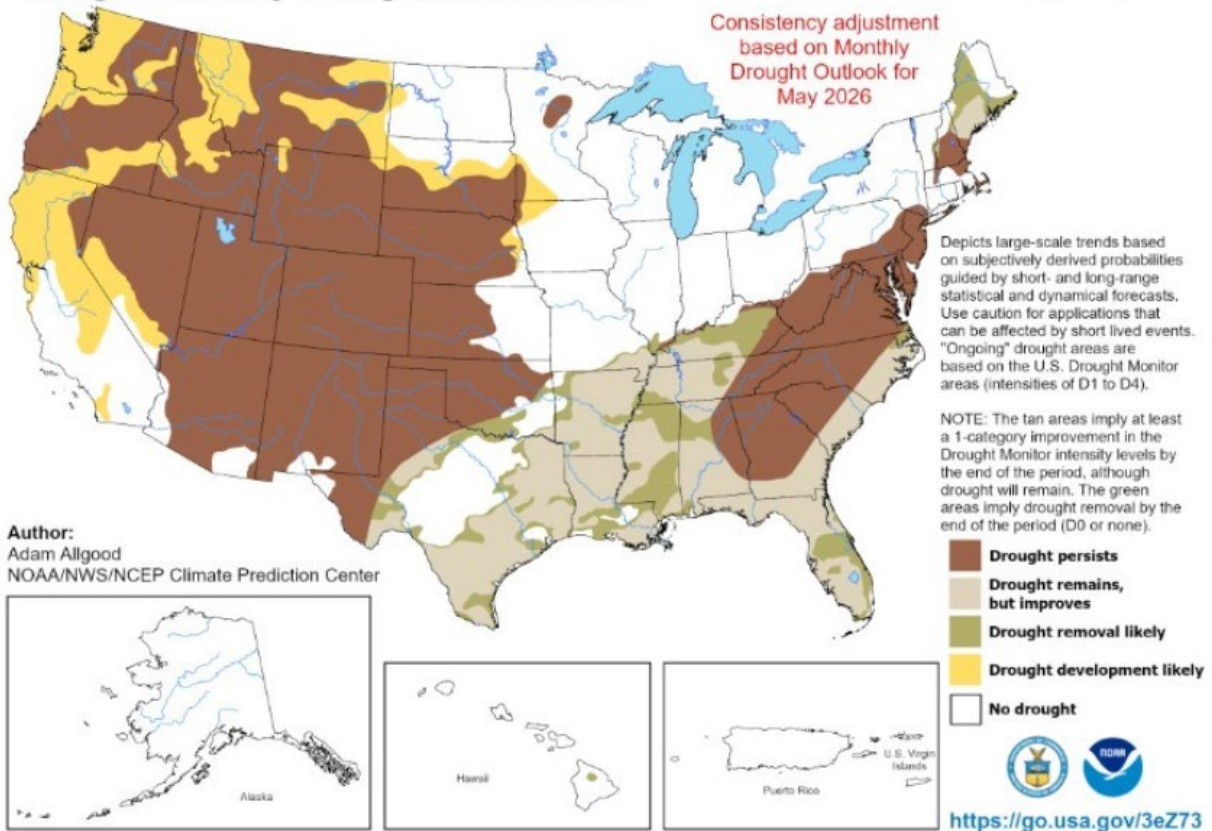 Consistency adjustment
based on Monthly
Drought Outlook for
May 2026
Depicts large-scale trends based
on subjectively derived probabilities
guided by short- and long-range
statistical and dynamical forecasts.
Use caution for applications that
can be affected by short lived events.
"Ongoing" drought areas are
based on the U.S. Drought Monitor
areas (intensities of D1 to D4).
NOTE: The tan areas imply at least
a 1-category improvement in the
Drought Monitor intensity levels by
the end of the period, although
drought will remain. The green
areas imply drought removal by the
end of the period (D0 or none).
Author:
Adam Allgood
NOAA/NWS/NCEP Climate Prediction Center
Drought persists
Drought remains,
but improves
Drought removal likely
Drought development likely
No drought
Alaska
Hawaii
Puerto Rico
U.S. Virgin
Islands
NOAA
https://go.usa.gov/3eZ73